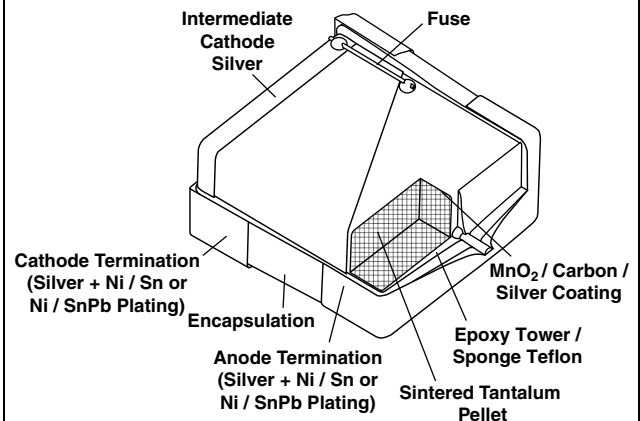 Intermediate
Cathode
Silver
Fuse
Cathode Termination
(Silver + Ni / Sn or
Ni / SnPb Plating)
Encapsulation
Anode Termination
(Silver + Ni / Sn or
Ni / SnPb Plating)
MnO₂ / Carbon /
Silver Coating
Epoxy Tower /
Sponge Teflon
Sintered Tantalum
Pellet